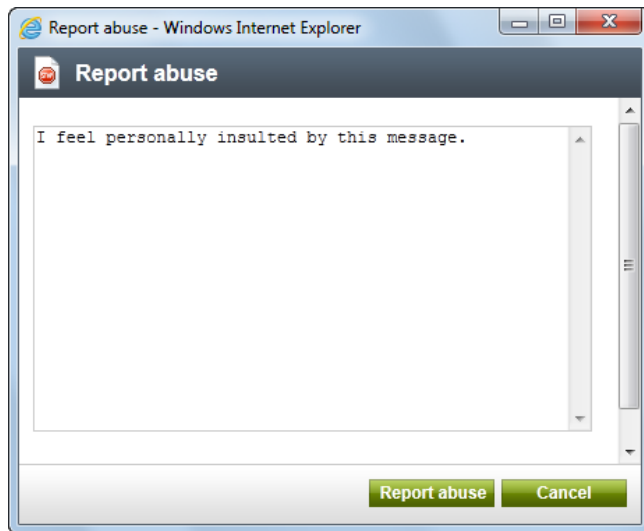 Report abuse - Windows Internet Explorer
Report abuse
I feel personally insulted by this message.
Report abuse
Cancel